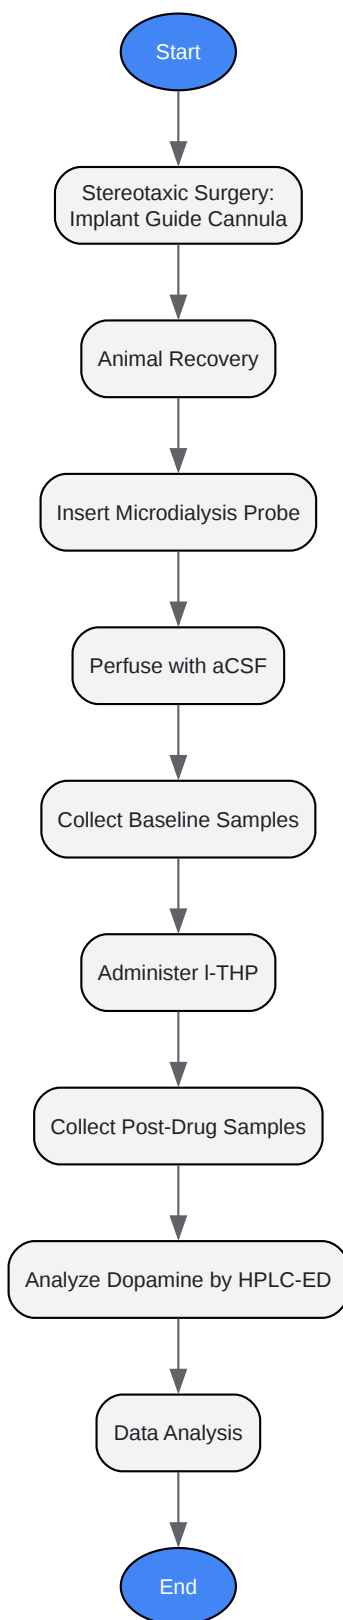 Start
Stereotaxic Surgery:
Implant Guide Cannula
Animal Recovery
Insert Microdialysis Probe
Perfuse with aCSF
Collect Baseline Samples
Administer l-THP
Collect Post-Drug Samples
Analyze Dopamine by HPLC-ED
Data Analysis
End